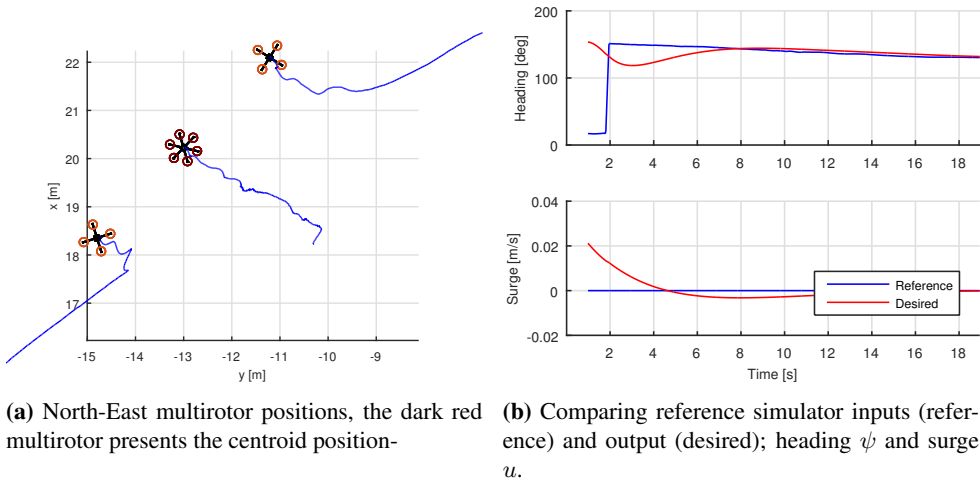 22
21
20
19
18
17
x [m]
-15 -14 -13 -12 -11 -10 -9
y [m]
200
100
0
Heading [deg]
2 4 6 8 10 12 14 16 18
0.04
0.02
0
-0.02
Surge [m/s]
Reference
Desired
2 4 6 8 10 12 14 16 18
Time [s]
(a) North-East multirotor positions, the dark red
multirotor presents the centroid position-
(b) Comparing reference simulator inputs (refer-
ence) and output (desired); heading ψ and surge
u.